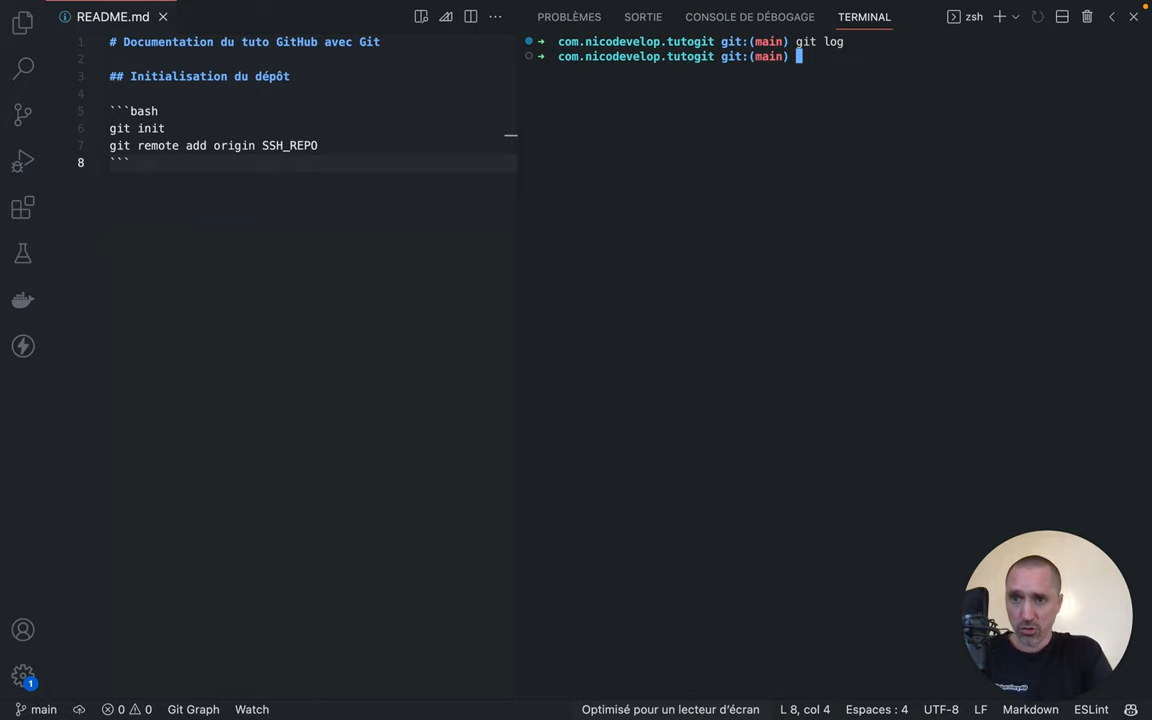 README.md
PROBLÈMES
SORTIE
CONSOLE DE DÉBOGAGE
TERMINAL
zsh
1 # Documentation du tuto GitHub avec Git
2
3 ## Initialisation du dépôt
4
5 ```bash
6 git init
7 git remote add origin SSH_REPO
8 ```
com.nicodevelop.tutogit git:(main) git log
com.nicodevelop.tutogit git:(main)
1
main
0 0
Git Graph
Watch
Optimisé pour un lecteur d'écran
L 8, col 4
Espaces : 4
UTF-8
LF
Markdown
ESLint